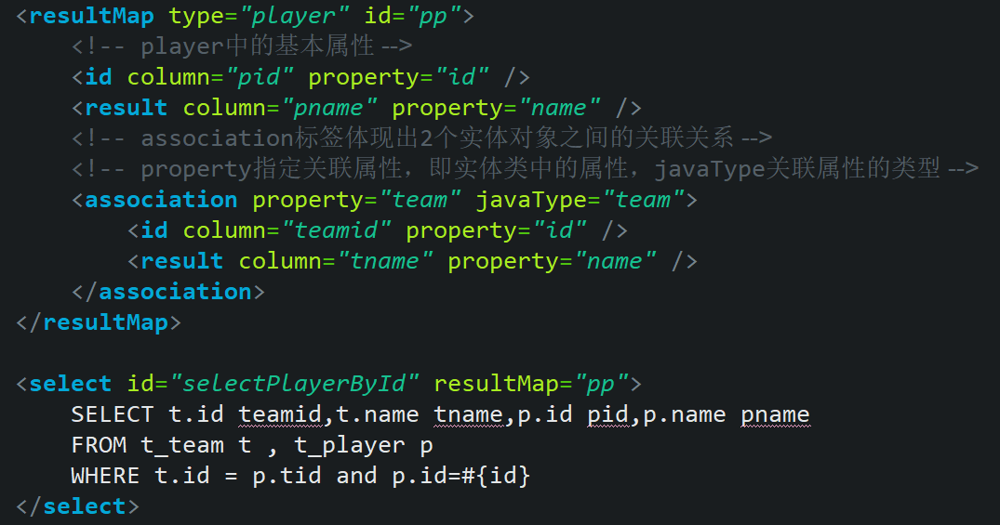 <resultMap type="player" id="pp">
<!-- player中的基本属性 -->
<id column="pid" property="id" />
<result column="pname" property="name" />
<!-- association标签体现出2个实体对象之间的关联关系 -->
<!-- property指定关联属性，即实体类中的属性，javaType关联属性的类型 -->
<association property="team" javaType="team">
<id column="teamid" property="id" />
<result column="tname" property="name" />
</association>
</resultMap>
<select id="selectPlayerById" resultMap="pp">
SELECT t.id teamid,t.name tname,p.id pid,p.name pname
FROM t_team t , t_player p
WHERE t.id = p.tid and p.id=#{id}
</select>